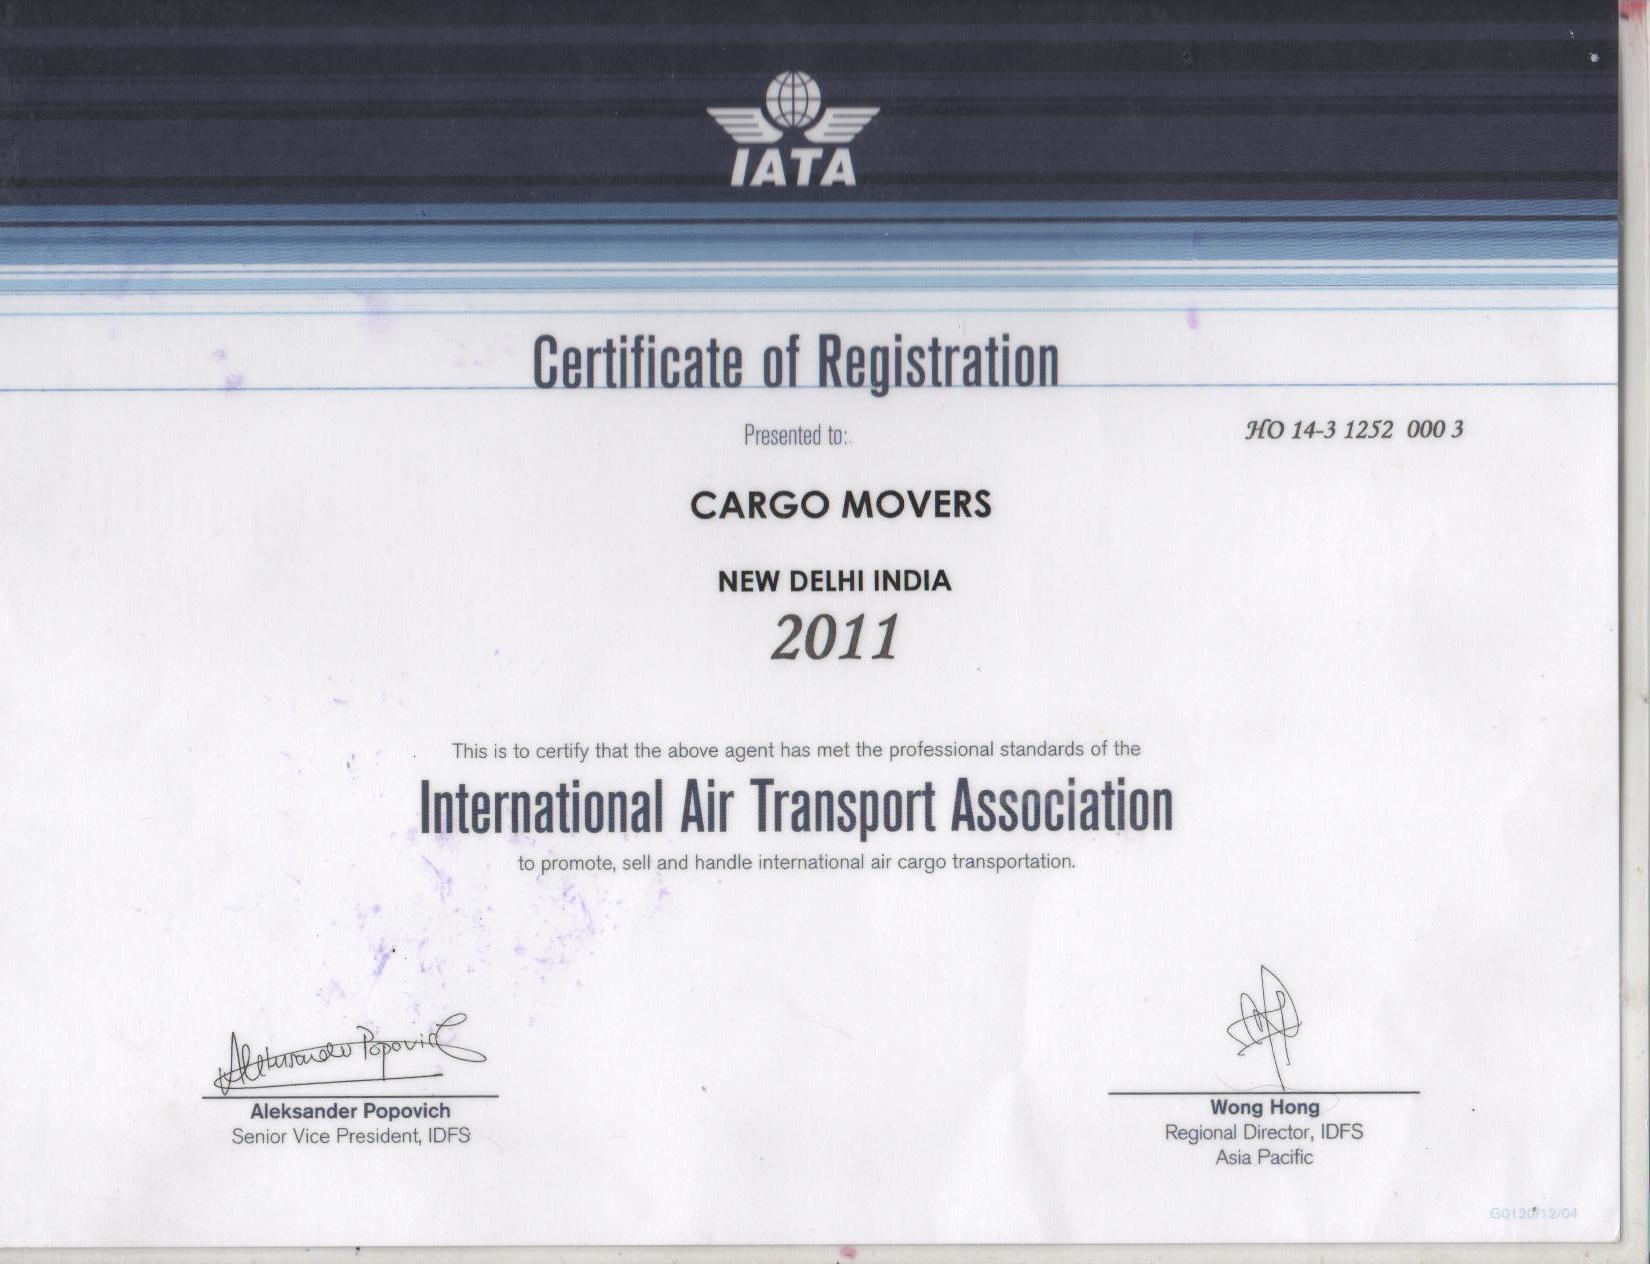 IATA
Certificate of Registration
Presented to:
HO 14-3 1252 000 3
CARGO MOVERS
NEW DELHI INDIA
2011
This is to certify that the above agent has met the professional standards of the
International Air Transport Association
to promote, sell and handle international air cargo transportation.
Aleksander Popovich
Aleksander Popovich
Senior Vice President, IDFS
Wong Hong
Regional Director, IDFS
Asia Pacific
G0120/12/04